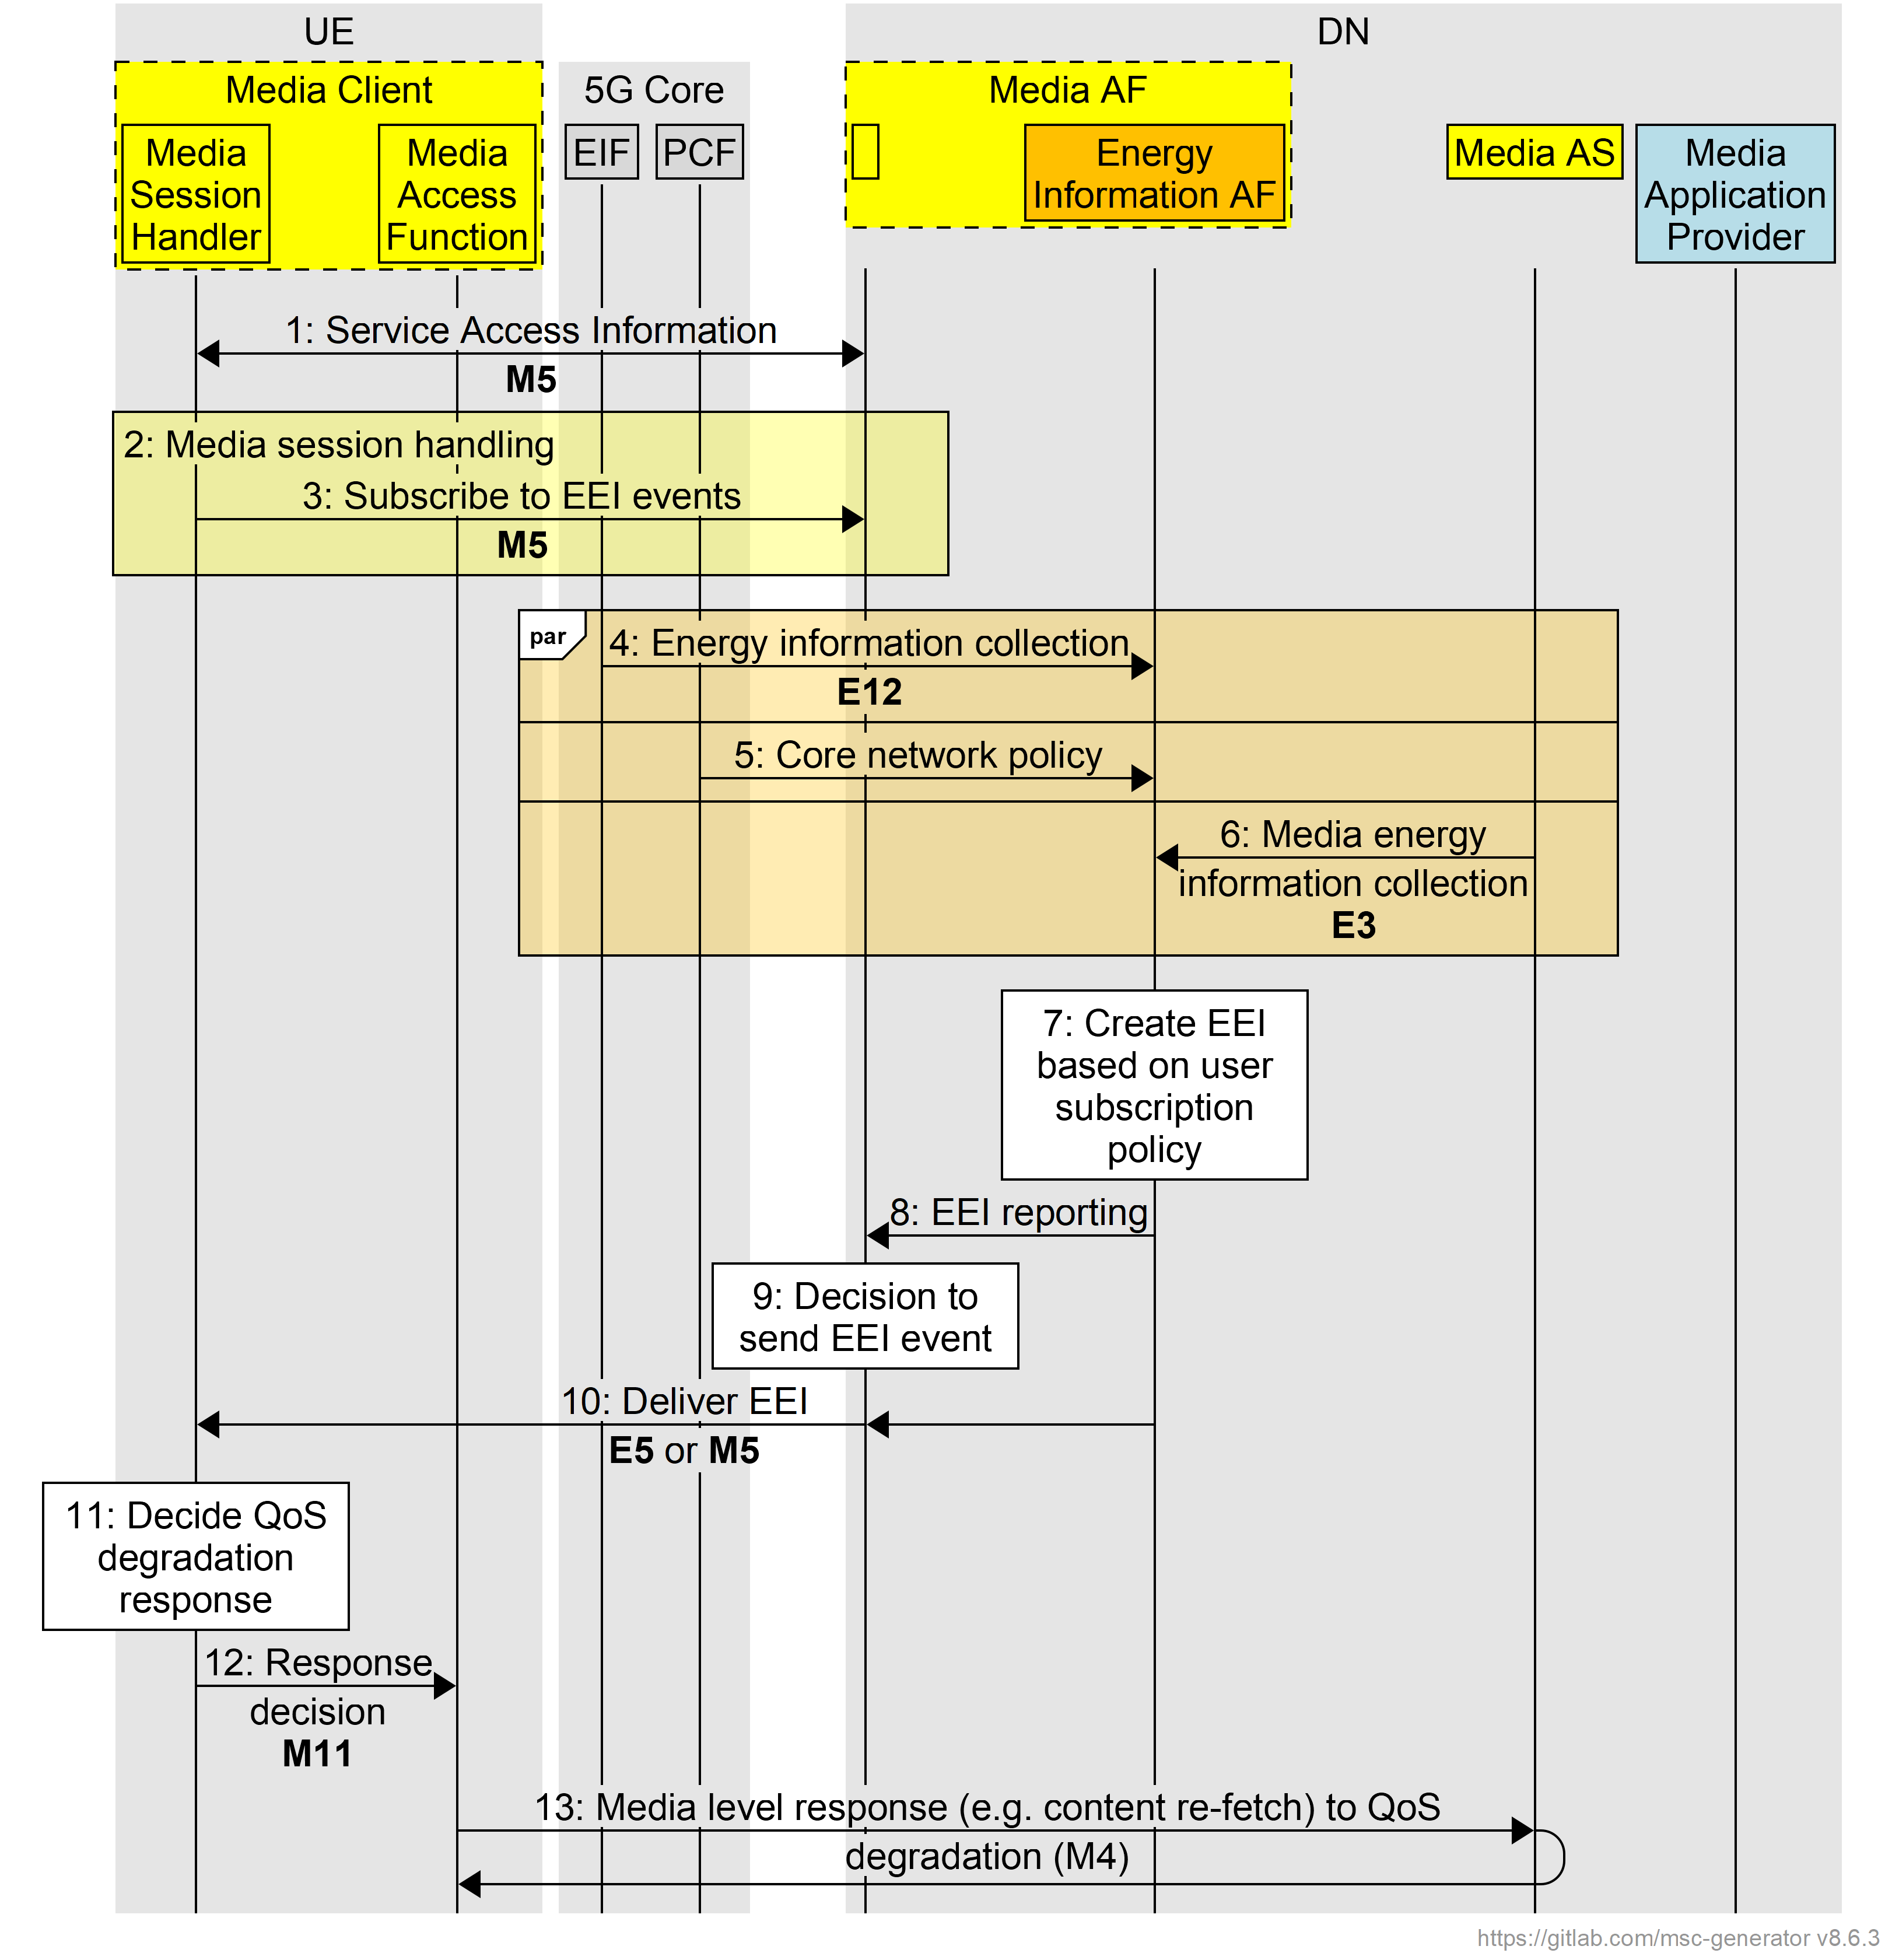 UE
DN
Media Client
5G Core
Media AF
Media
Session
Handler
Media
Access
Function
EIF
PCF
Energy
Information AF
Media AS
Media
Application
Provider
1: Service Access Information
M5
2: Media session handling
3: Subscribe to EEI events
M5
par
4: Energy information collection
E12
5: Core network policy
6: Media energy
information collection
E3
7: Create EEI
based on user
subscription
policy
8: EEI reporting
9: Decision to
send EEI event
10: Deliver EEI
E5 or M5
11: Decide QoS
degradation
response
12: Response
decision
M11
13: Media level response (e.g. content re-fetch) to QoS
degradation (M4)
https://gitlab.com/msc-generator v8.6.3